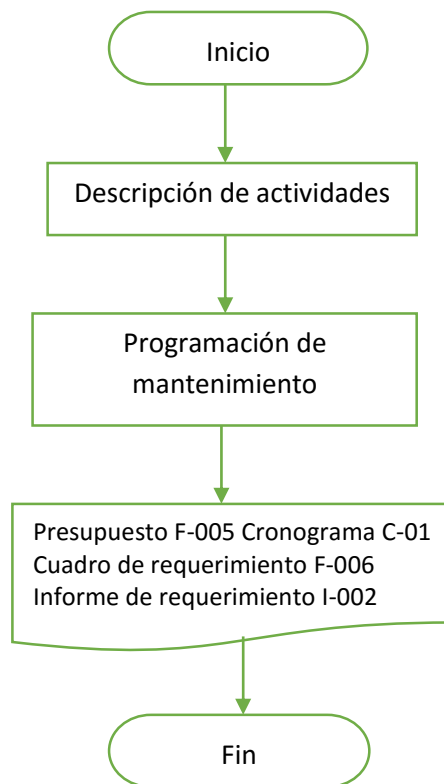 Inicio
Descripción de actividades
Programación de
mantenimiento
Presupuesto F-005 Cronograma C-01
Cuadro de requerimiento F-006
Informe de requerimiento I-002
Fin